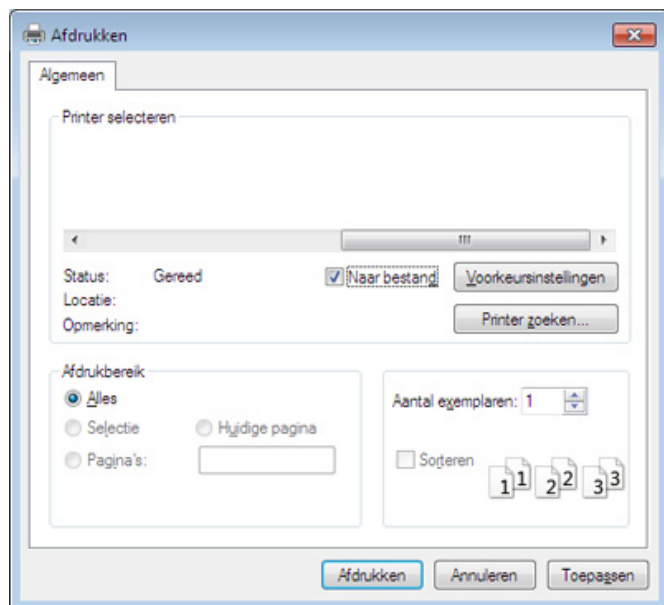 Afdrukken
Algemeen
Printer selecteren
Status: Gereed
Naar bestand
Voorkeursinstellingen
Locatie:
Opmerking:
Printer zoeken...
Afdrukbereik
Alles
Selectie
Huidige pagina
Pagina's:
Aantal exemplaren: 1
Sorteren
1 1 2 2 3 3
Afdrukken
Annuleren
Toepassen